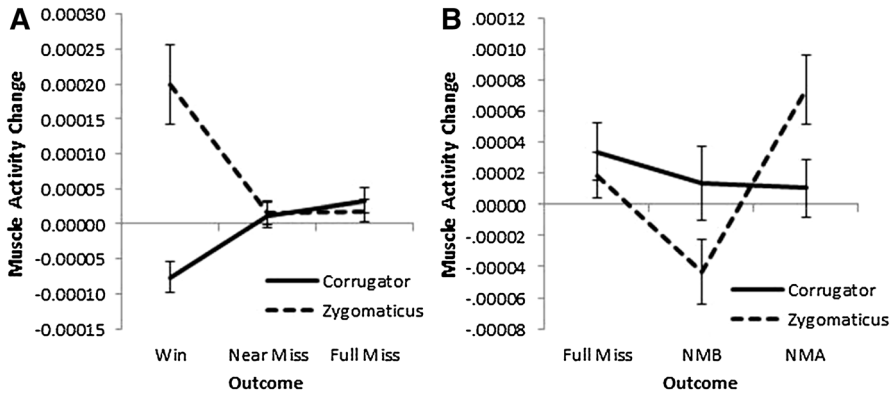 A
Muscle Activity Change
0.00030
0.00025
0.00020
0.00015
0.00010
0.00005
0.00000
-0.00005
-0.00010
-0.00015
Corrugator
Zygomaticus
Win Near Miss Full Miss
Outcome
B
Muscle Activity Change
.00012
.00010
.00008
.00006
.00004
.00002
.00000
-.00002
-.00004
-.00006
-.00008
Corrugator
Zygomaticus
Full Miss NMB NMA
Outcome